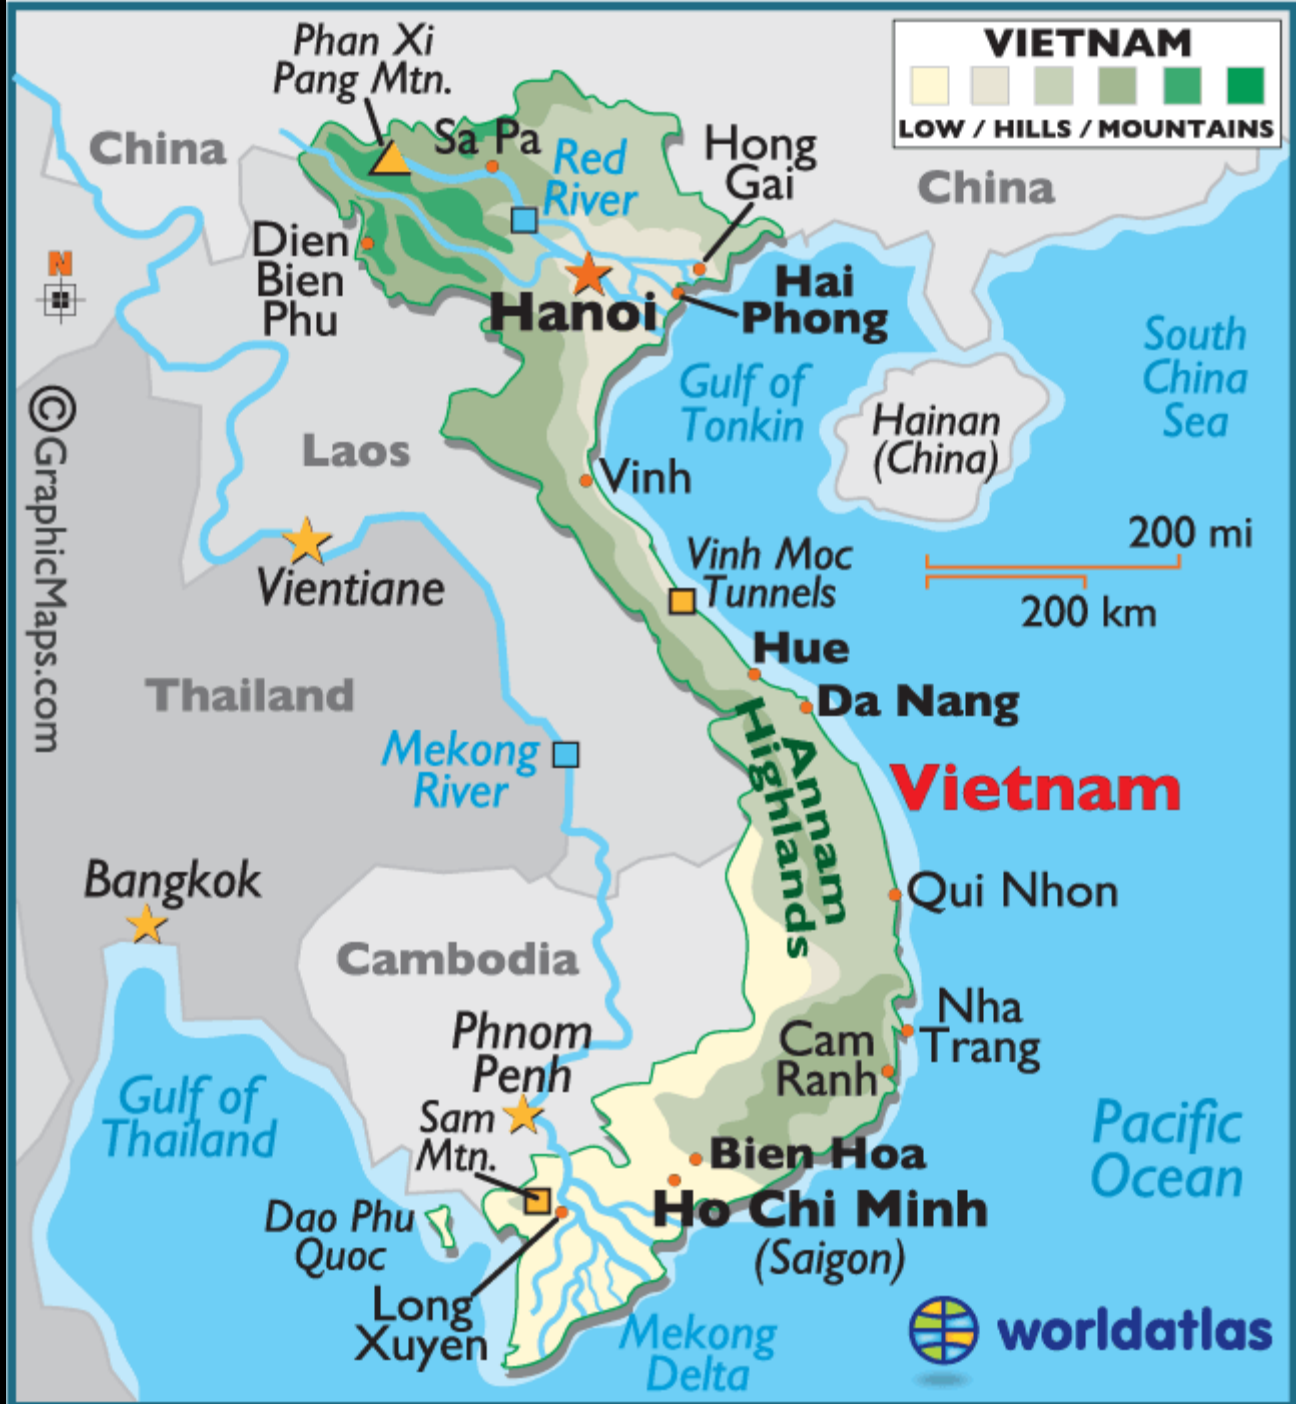 VIETNAM
LOW / HILLS / MOUNTAINS
Phan Xi
Pang Mtn.
China
Sa Pa
Red
River
Hong
Gai
China
Dien
Bien
Phu
N
Hanoi
Hai
Phong
South
China
Sea
Gulf of
Tonkin
Hainan
(China)
Laos
Vinh
200 mi
200 km
Vientiane
Vinh Moc
Tunnels
Hue
Da Nang
Thailand
Mekong
River
Annam
Highlands
Vietnam
Bangkok
Qui Nhon
Cambodia
Nha
Trang
Phnom
Penh
Cam
Ranh
Gulf of
Thailand
Sam
Mtn.
Pacific
Ocean
Bien Hoa
Ho Chi Minh
(Saigon)
Dao Phu
Quoc
Long
Xuyen
Mekong
Delta
worldatlas
©GraphicMaps.com